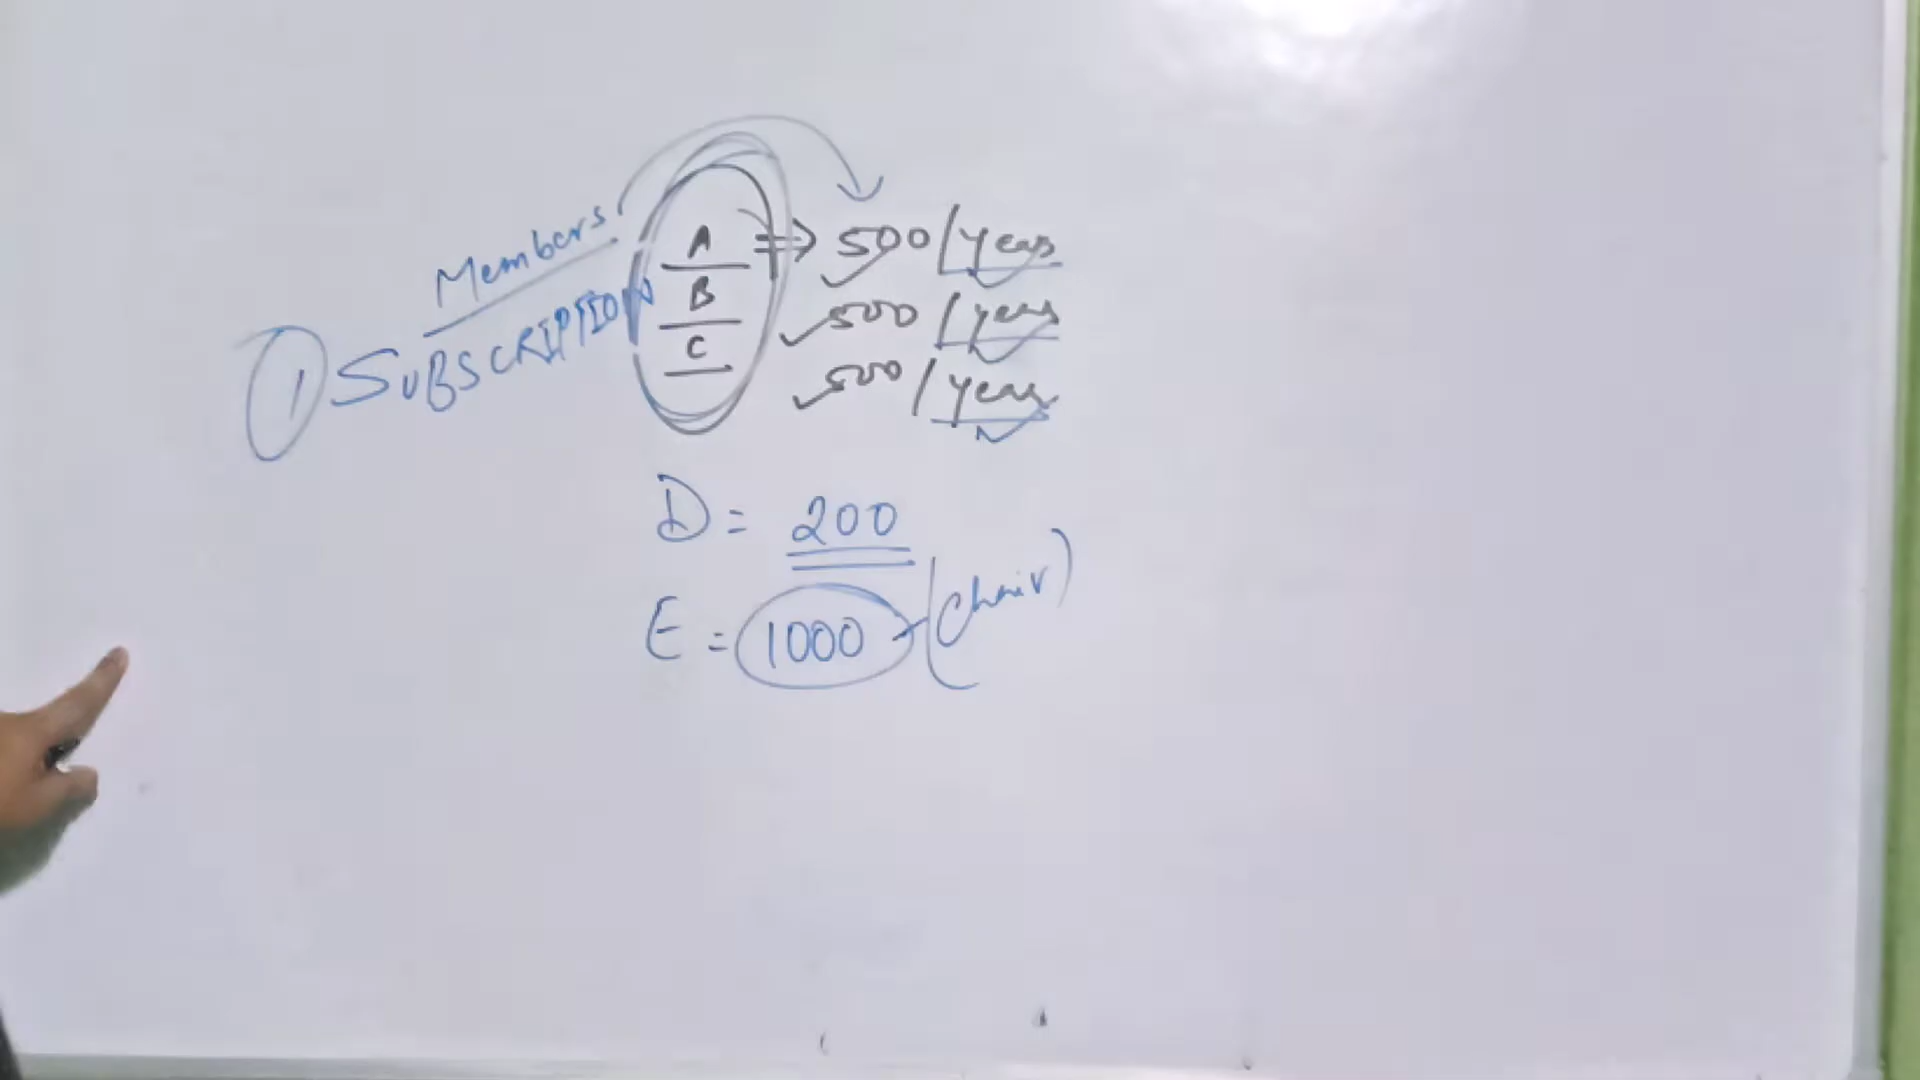 Members
① SUBSCRIPTION
A ⇒ 500/year
B 500/year
C 500/year
D = 200
E = 1000 (Chair)